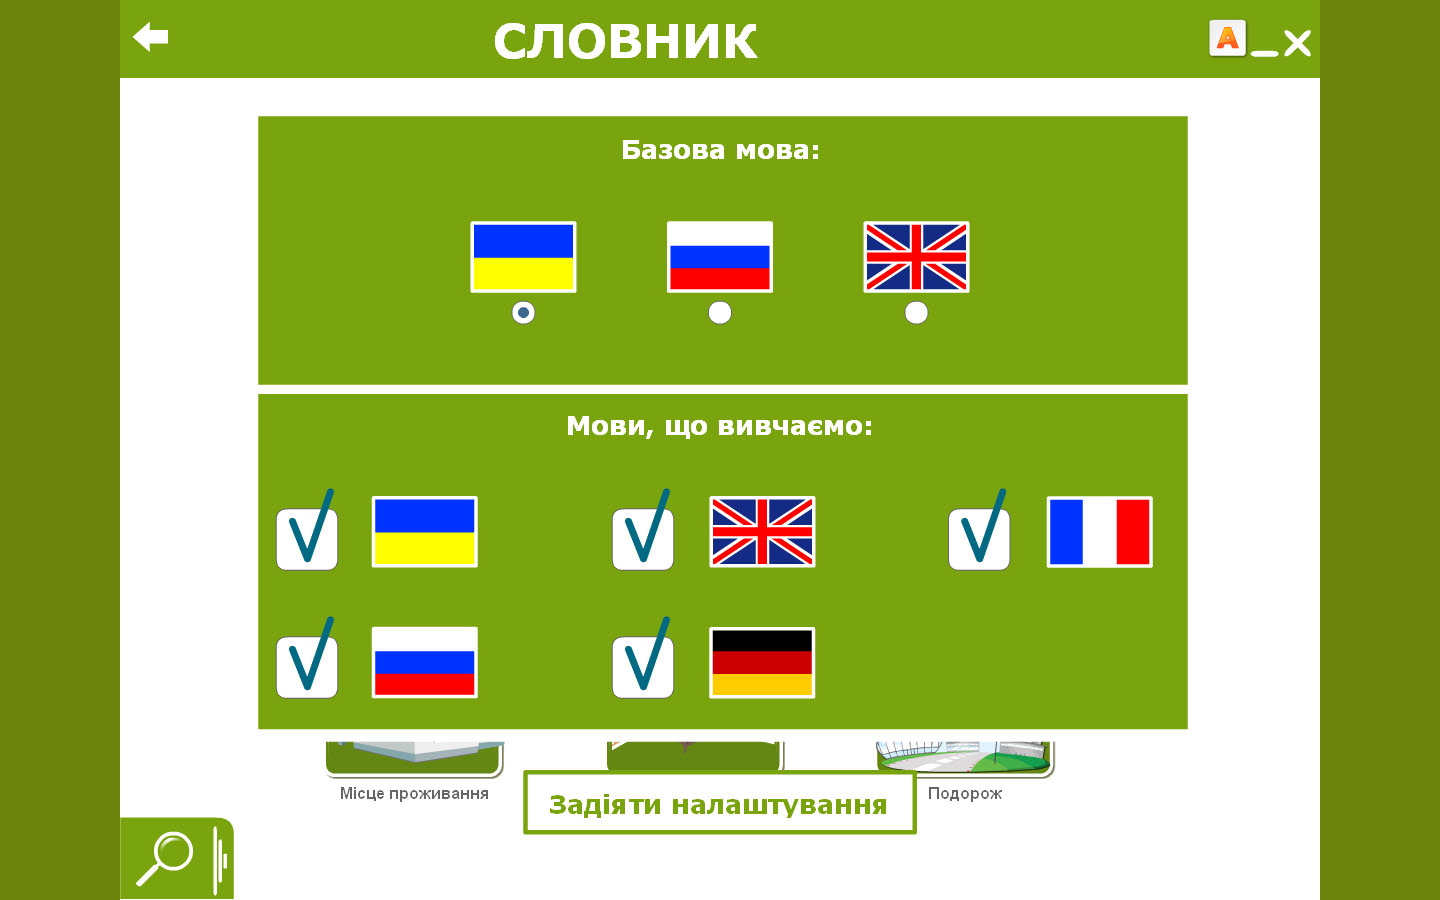 СЛОВНИК
A
Базова мова:
Мови, що вивчаємо:
Місце проживання
Подорож
Задіяти налаштування